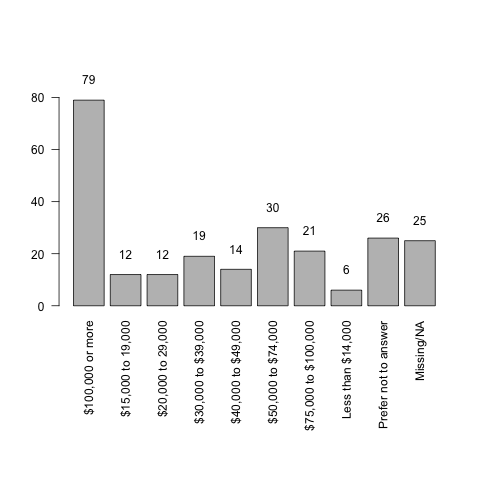 79
80
60
40
30
26
25
21
19
20
14
12
12
6
0
$100,000 or more
$15,000 to 19,000
$20,000 to 29,000
$30,000 to $39,000
$40,000 to $49,000
$50,000 to $74,000
$75,000 to $100,000
Less than $14,000
Prefer not to answer
Missing/NA